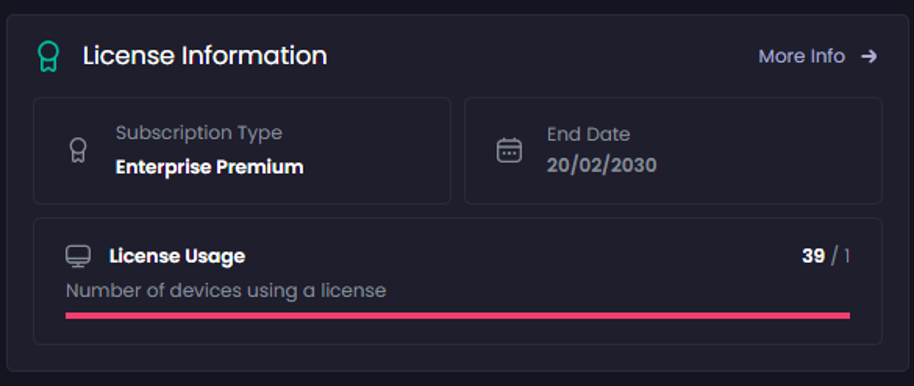 License Information
More Info →
Subscription Type
Enterprise Premium
End Date
20/02/2030
License Usage
39 / 1
Number of devices using a license